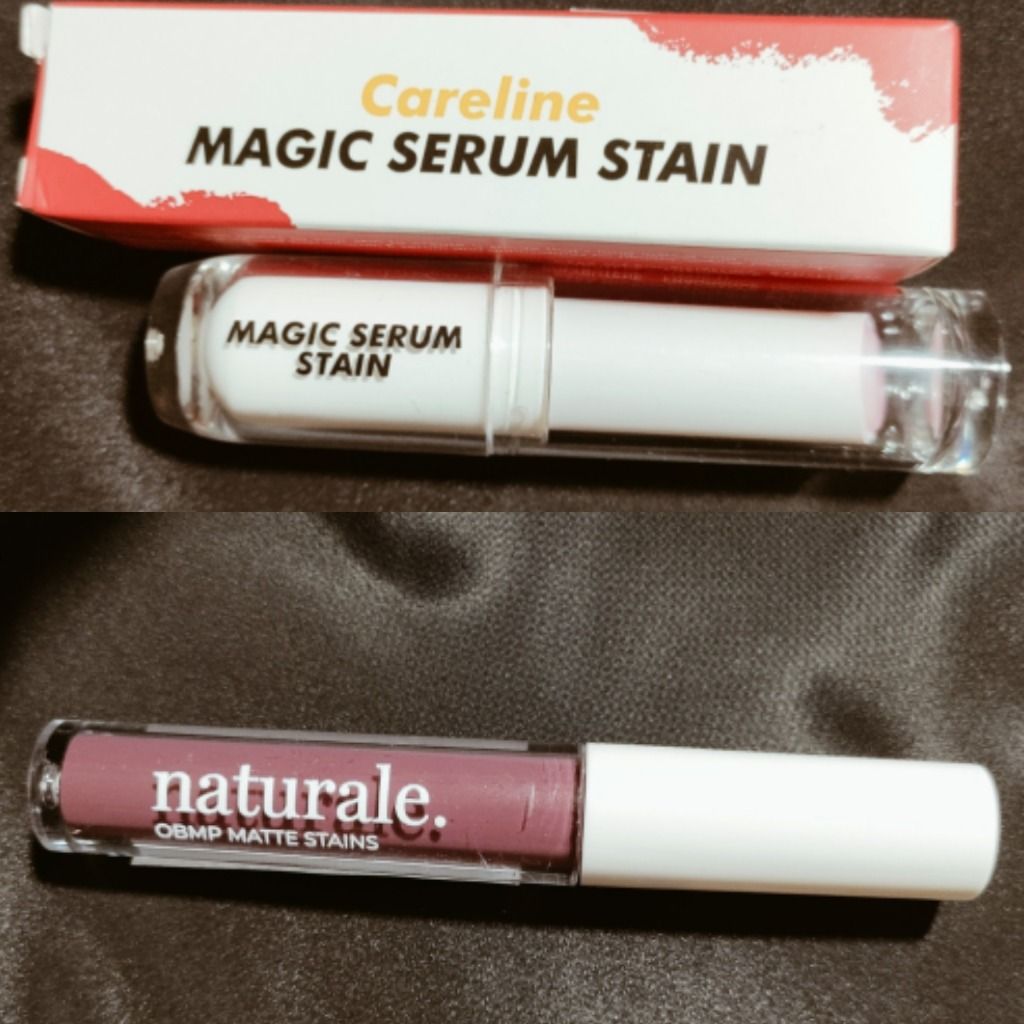 Careline
MAGIC SERUM STAIN
MAGIC SERUM
STAIN
naturale.
OBMP MATTE STAINS